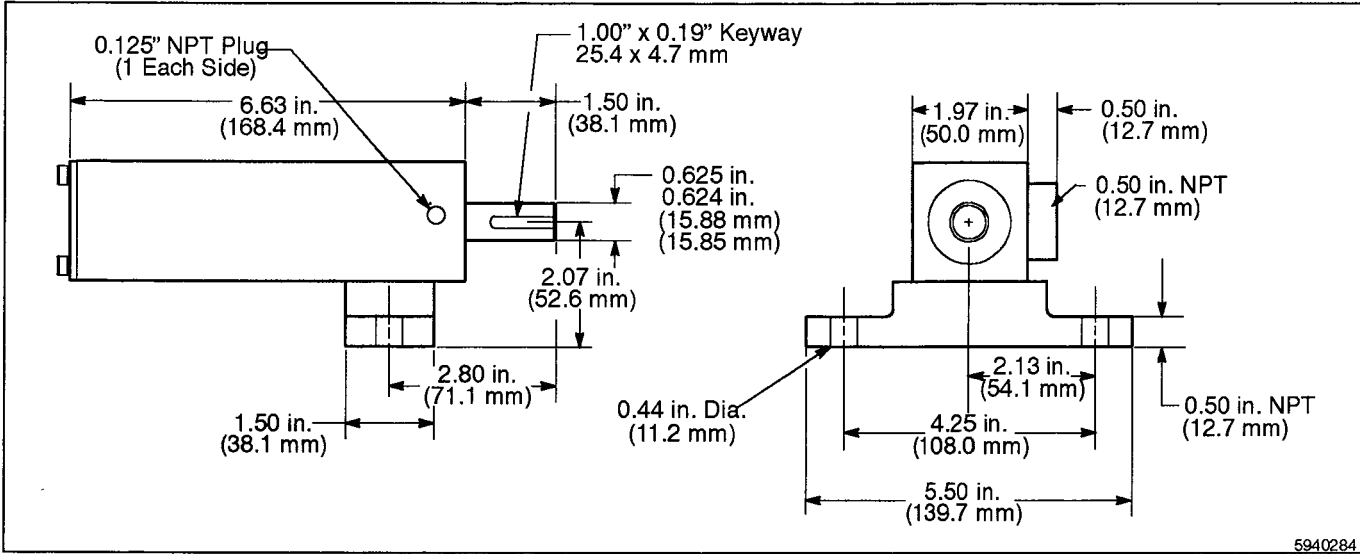 0.125” NPT Plug
(1 Each Side)
1.00” x 0.19” Keyway
25.4 x 4.7 mm
6.63 in.
(168.4 mm)
1.50 in.
(38.1 mm)
0.625 in.
0.624 in.
(15.88 mm)
(15.85 mm)
2.07 in.
(52.6 mm)
2.80 in.
(71.1 mm)
1.50 in.
(38.1 mm)
1.97 in.
(50.0 mm)
0.50 in.
(12.7 mm)
0.50 in. NPT
(12.7 mm)
2.13 in.
(54.1 mm)
0.44 in. Dia.
(11.2 mm)
4.25 in.
(108.0 mm)
0.50 in. NPT
(12.7 mm)
5.50 in.
(139.7 mm)
5940284